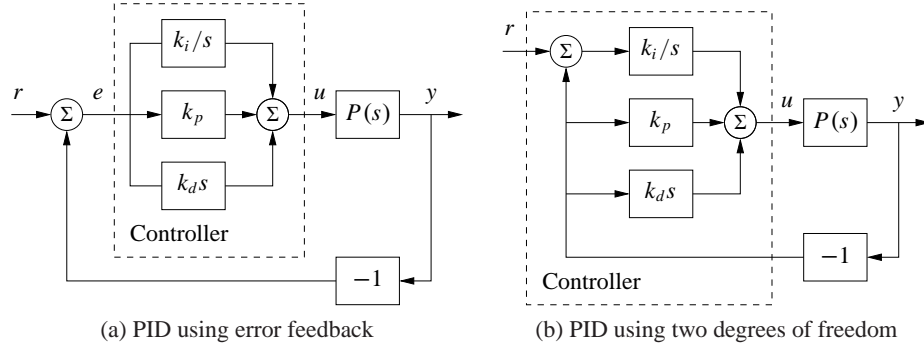 k_i/s
r
e
Σ
k_p
Σ
u
P(s)
y
k_d s
Controller
−1
(a) PID using error feedback
r
Σ
k_i/s
k_p
Σ
u
P(s)
y
k_d s
−1
Controller
(b) PID using two degrees of freedom